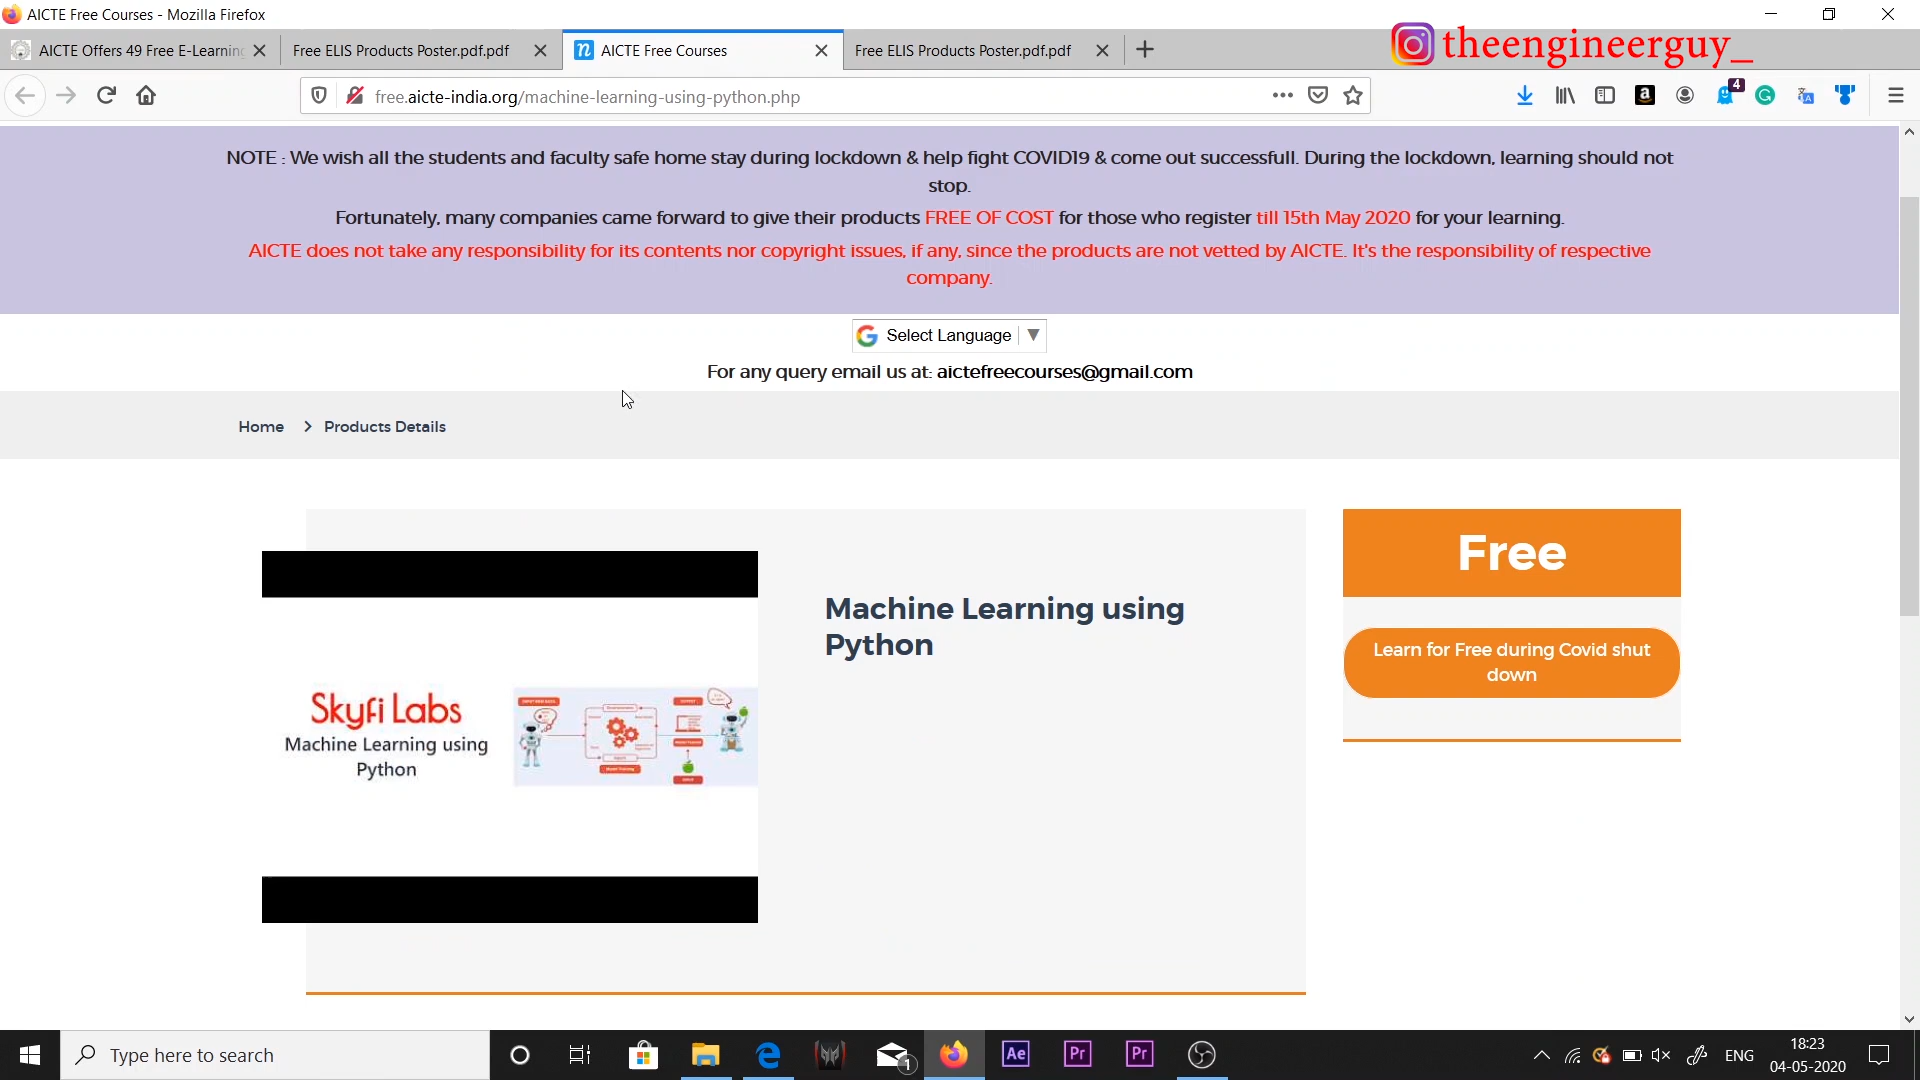 AICTE Free Courses - Mozilla Firefox
theengineerguy_
AICTE Offers 49 Free E-Learning
Free ELIS Products Poster.pdf.pdf
AICTE Free Courses
Free ELIS Products Poster.pdf.pdf
free.aicte-india.org/machine-learning-using-python.php
4
NOTE : We wish all the students and faculty safe home stay during lockdown & help fight COVID19 & come out successfull. During the lockdown, learning should not
stop.
Fortunately, many companies came forward to give their products FREE OF COST for those who register till 15th May 2020 for your learning.
AICTE does not take any responsibility for its contents nor copyright issues, if any, since the products are not vetted by AICTE. It's the responsibility of respective
company.
Select Language
For any query email us at: aictefreecourses@gmail.com
Home > Products Details
Free
Machine Learning using
Python
Learn for Free during Covid shut
down
Skyfi Labs
Machine Learning using
Python
Type here to search
1
Ae
Pr
Pr
ENG
18:23
04-05-2020